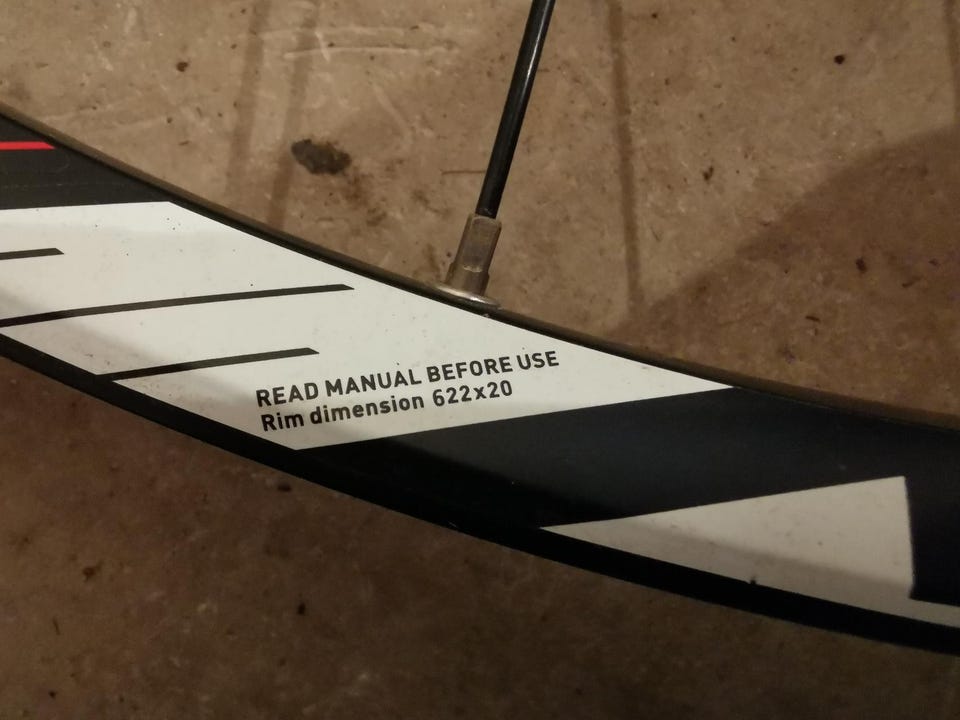 READ MANUAL BEFORE USE
Rim dimension 622x20